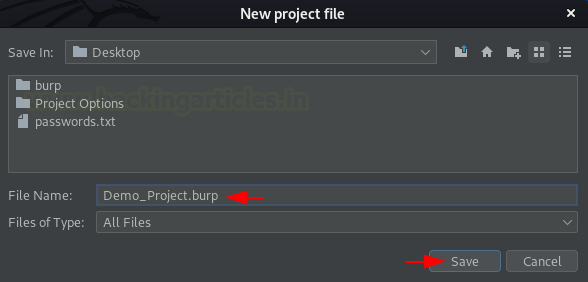 New project file
Save In: Desktop
burp
Project Options
www.hackingarticles.in
passwords.txt
File Name: Demo_Project.burp
Files of Type: All Files
Save Cancel